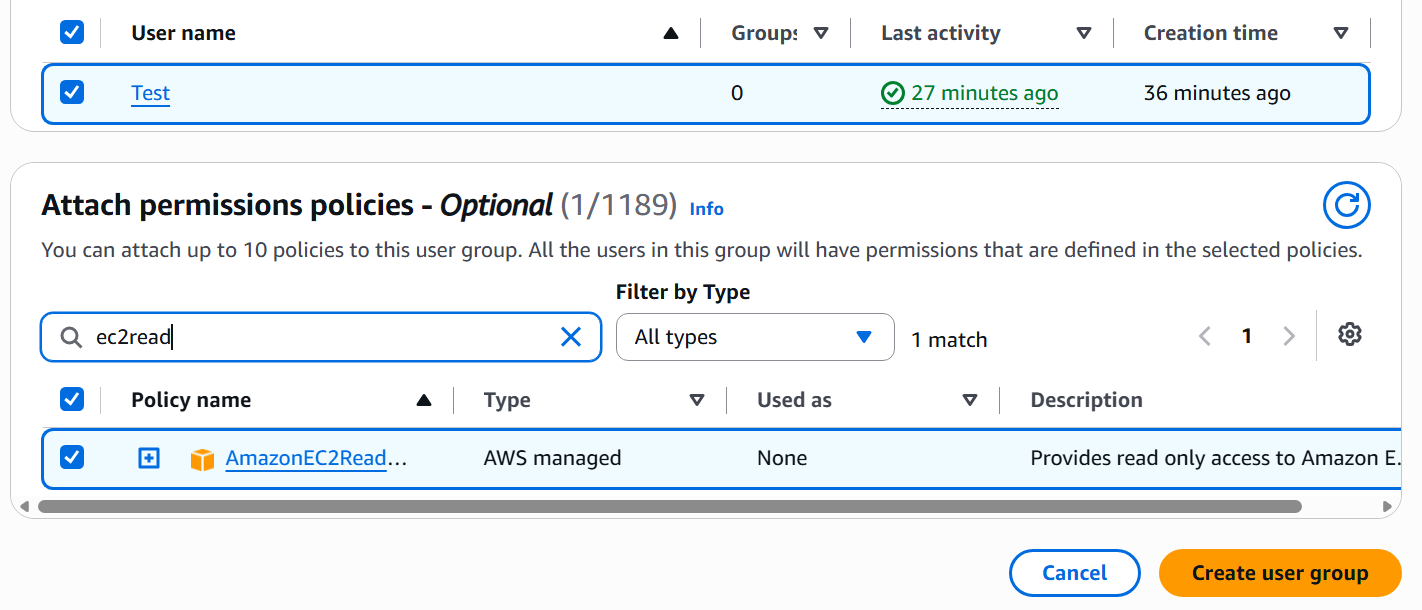 User name Groups Last activity Creation time
Test 0 27 minutes ago 36 minutes ago
Attach permissions policies - Optional (1/1189) Info
You can attach up to 10 policies to this user group. All the users in this group will have permissions that are defined in the selected policies.
Filter by Type
ec2read All types 1 match 1
Policy name Type Used as Description
AmazonEC2Read... AWS managed None Provides read only access to Amazon E.
Cancel Create user group